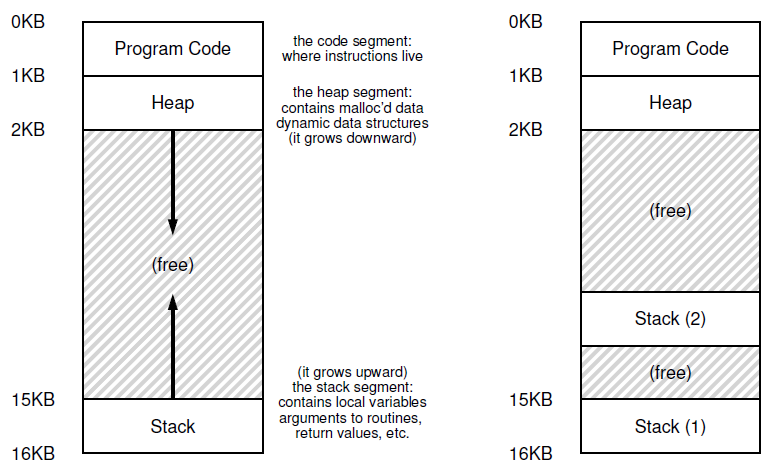 0KB
Program Code
1KB
Heap
2KB
(free)
15KB
Stack
16KB
the code segment:
where instructions live
the heap segment:
contains malloc'd data
dynamic data structures
(it grows downward)
(it grows upward)
the stack segment:
contains local variables
arguments to routines,
return values, etc.
0KB
Program Code
1KB
Heap
2KB
(free)
Stack (2)
(free)
15KB
Stack (1)
16KB